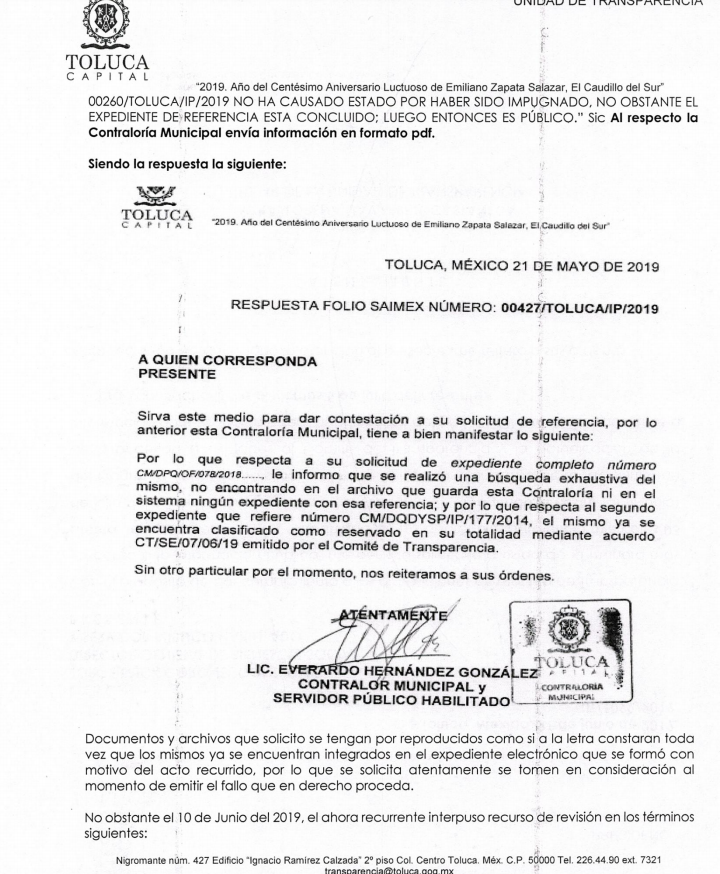 UNIDAD DE TRANSPARENCIA
TOLUCA
CAPITAL
"2019. Año del Centésimo Aniversario Luctuoso de Emiliano Zapata Salazar, El Caudillo del Sur"
00260/TOLUCA/IP/2019 NO HA CAUSADO ESTADO POR HABER SIDO IMPUGNADO, NO OBSTANTE EL
EXPEDIENTE DE REFERENCIA ESTA CONCLUIDO; LUEGO ENTONCES ES PÚBLICO." Sic Al respecto la
Contraloría Municipal envía información en formato pdf.
Siendo la respuesta la siguiente:
TOLUCA
CAPITAL
"2019. Año del Centésimo Aniversario Luctuoso de Emiliano Zapata Salazar, El Caudillo del Sur"
TOLUCA, MÉXICO 21 DE MAYO DE 2019
RESPUESTA FOLIO SAIMEX NÚMERO: 00427/TOLUCA/IP/2019
A QUIEN CORRESPONDA
PRESENTE
Sirva este medio para dar contestación a su solicitud de referencia, por lo
anterior esta Contraloría Municipal, tiene a bien manifestar lo siguiente:
Por lo que respecta a su solicitud de expediente completo número
CM/DPQ/OF/078/2018......, le informo que se realizó una búsqueda exhaustiva del
mismo, no encontrando en el archivo que guarda esta Contraloría ni en el
sistema ningún expediente con esa referencia; y por lo que respecta al segundo
expediente que refiere número CM/DQDYSP/IP/177/2014, el mismo ya se
encuentra clasificado como reservado en su totalidad mediante acuerdo
CT/SE/07/06/19 emitido por el Comité de Transparencia.
Sin otro particular por el momento, nos reiteramos a sus órdenes.
ATENTAMENTE
LIC. EVERARDO HERNÁNDEZ GONZÁLEZ
CONTRALOR MUNICIPAL y
SERVIDOR PÚBLICO HABILITADO
TOLUCA
CAPITAL
CONTRALORÍA
MUNICIPAL
Documentos y archivos que solicito se tengan por reproducidos como si a la letra constaran toda
vez que los mismos ya se encuentran integrados en el expediente electrónico que se formó con
motivo del acto recurrido, por lo que se solicita atentamente se tomen en consideración al
momento de emitir el fallo que en derecho proceda.
No obstante el 10 de Junio del 2019, el ahora recurrente interpuso recurso de revisión en los términos
siguientes:
Nigromante núm. 427 Edificio "Ignacio Ramírez Calzada" 2º piso Col. Centro Toluca. Méx. C.P. 50000 Tel. 226.44.90 ext. 7321
transparencia@toluca.gog.mx